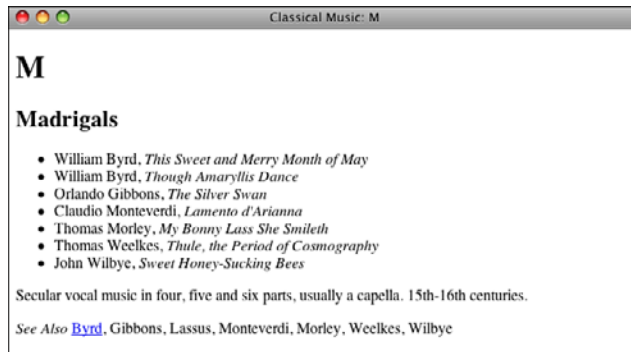 Classical Music: M
M
Madrigals
• William Byrd, This Sweet and Merry Month of May
• William Byrd, Though Amaryllis Dance
• Orlando Gibbons, The Silver Swan
• Claudio Monteverdi, Lamento d'Arianna
• Thomas Morley, My Bonny Lass She Smileth
• Thomas Weelkes, Thule, the Period of Cosmography
• John Wilbye, Sweet Honey-Sucking Bees
Secular vocal music in four, five and six parts, usually a capella. 15th-16th centuries.
See Also Byrd, Gibbons, Lassus, Monteverdi, Morley, Weelkes, Wilbye